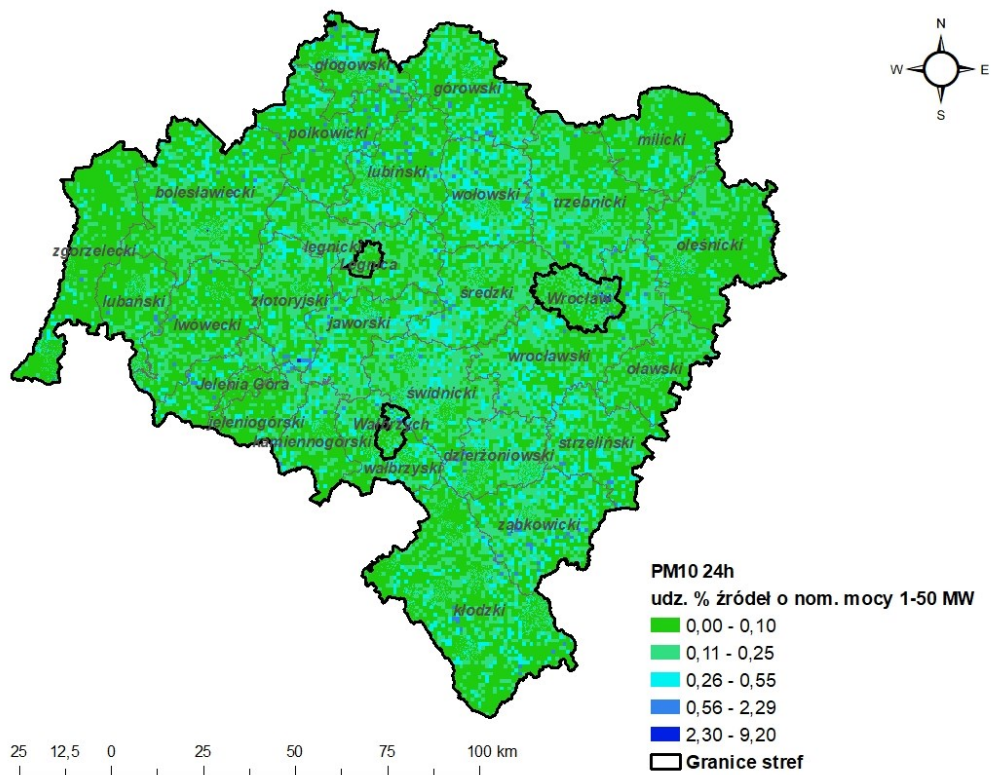 N
W E
S
głogowski
górowski
polkowicki
milicki
lubiński
bolesławiecki
wołowski
trzebnicki
zgorzelecki
legnicki
oleśnicki
Legnica
lubański
złotoryjski
średzki
Wrocław
lwówecki
jaworski
wrocławski
oławski
Jelenia Góra
świdnicki
jeleniogórski
Wałbrzych
kamiennogórski
strzeliński
dzierżoniowski
wałbrzyski
ząbkowicki
kłodzki
PM10 24h
udz. % źródeł o nom. mocy 1-50 MW
0,00 - 0,10
0,11 - 0,25
0,26 - 0,55
0,56 - 2,29
2,30 - 9,20
Granice stref
25 12,5 0 25 50 75 100 km